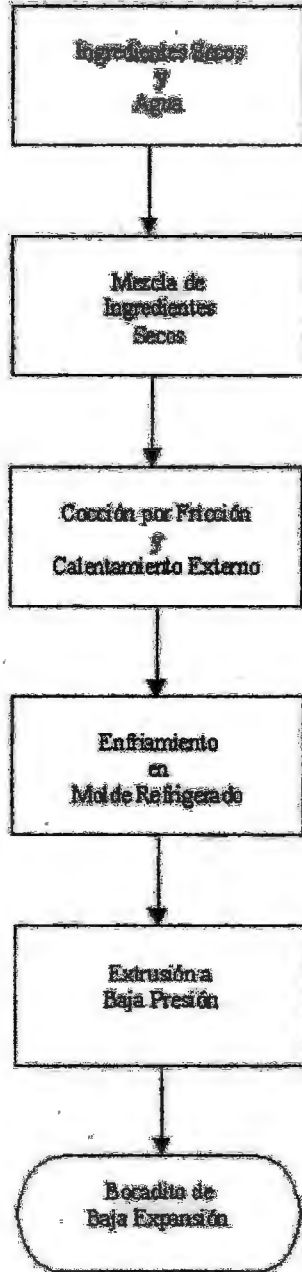 Ingredientes Secos
y
Agua
Mezcla de
Ingredientes
Secos
Cocción por Fricción
y
Calentamiento Externo
Enfriamiento
en
Molde Refrigerado
Extrusión a
Baja Presión
Bocadito de
Baja Expansión